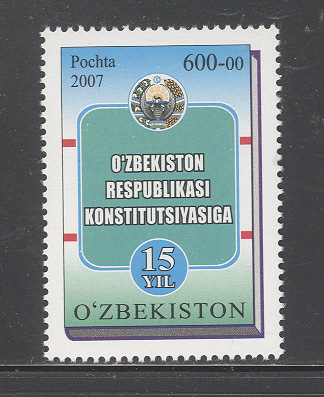 Pochta 600-00
2007
O'ZBEKISTON
RESPUBLIKASI
KONSTITUTSIYASIGA
15
YIL
O‘ZBEKISTON